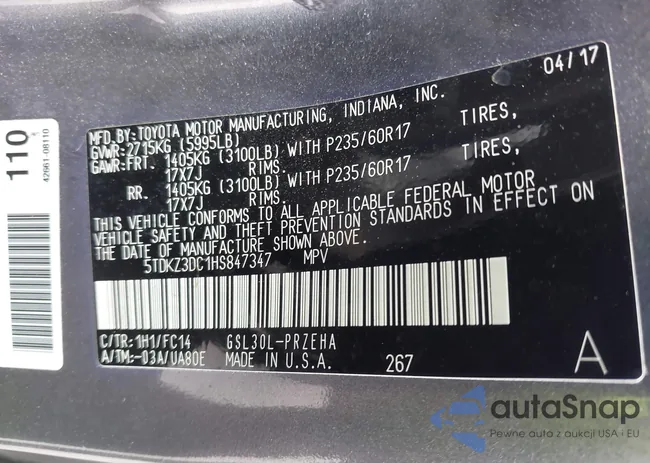 04/17
MFD.BY:TOYOTA MOTOR MANUFACTURING, INDIANA, INC.
GVWR:2715KG (5995LB)
GAWR:FRT. 1405KG (3100LB) WITH P235/60R17 TIRES,
17X7J RIMS.
RR. 1405KG (3100LB) WITH P235/60R17 TIRES,
17X7J RIMS.
THIS VEHICLE CONFORMS TO ALL APPLICABLE FEDERAL MOTOR
VEHICLE SAFETY AND THEFT PREVENTION STANDARDS IN EFFECT ON
THE DATE OF MANUFACTURE SHOWN ABOVE.
5TDKZ3DC1HS847347 MPV
C/TR:1H1/FC14 GSL30L-PRZEHA
A/TM:-03A/UA80E MADE IN U.S.A. 267 A
110
42661-08110
autaSnap
Pewne auta z aukcji USA i EU